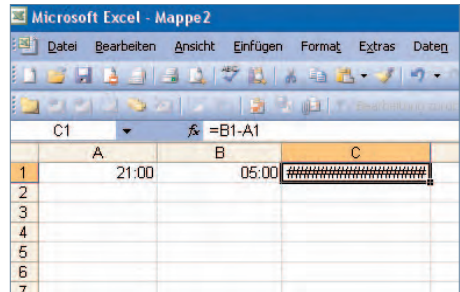 Microsoft Excel - Mappe2
Datei Bearbeiten Ansicht Einfügen Format Extras Daten
C1 fx =B1-A1
A B C
1 21:00 05:00 ####################
2
3
4
5
6
7